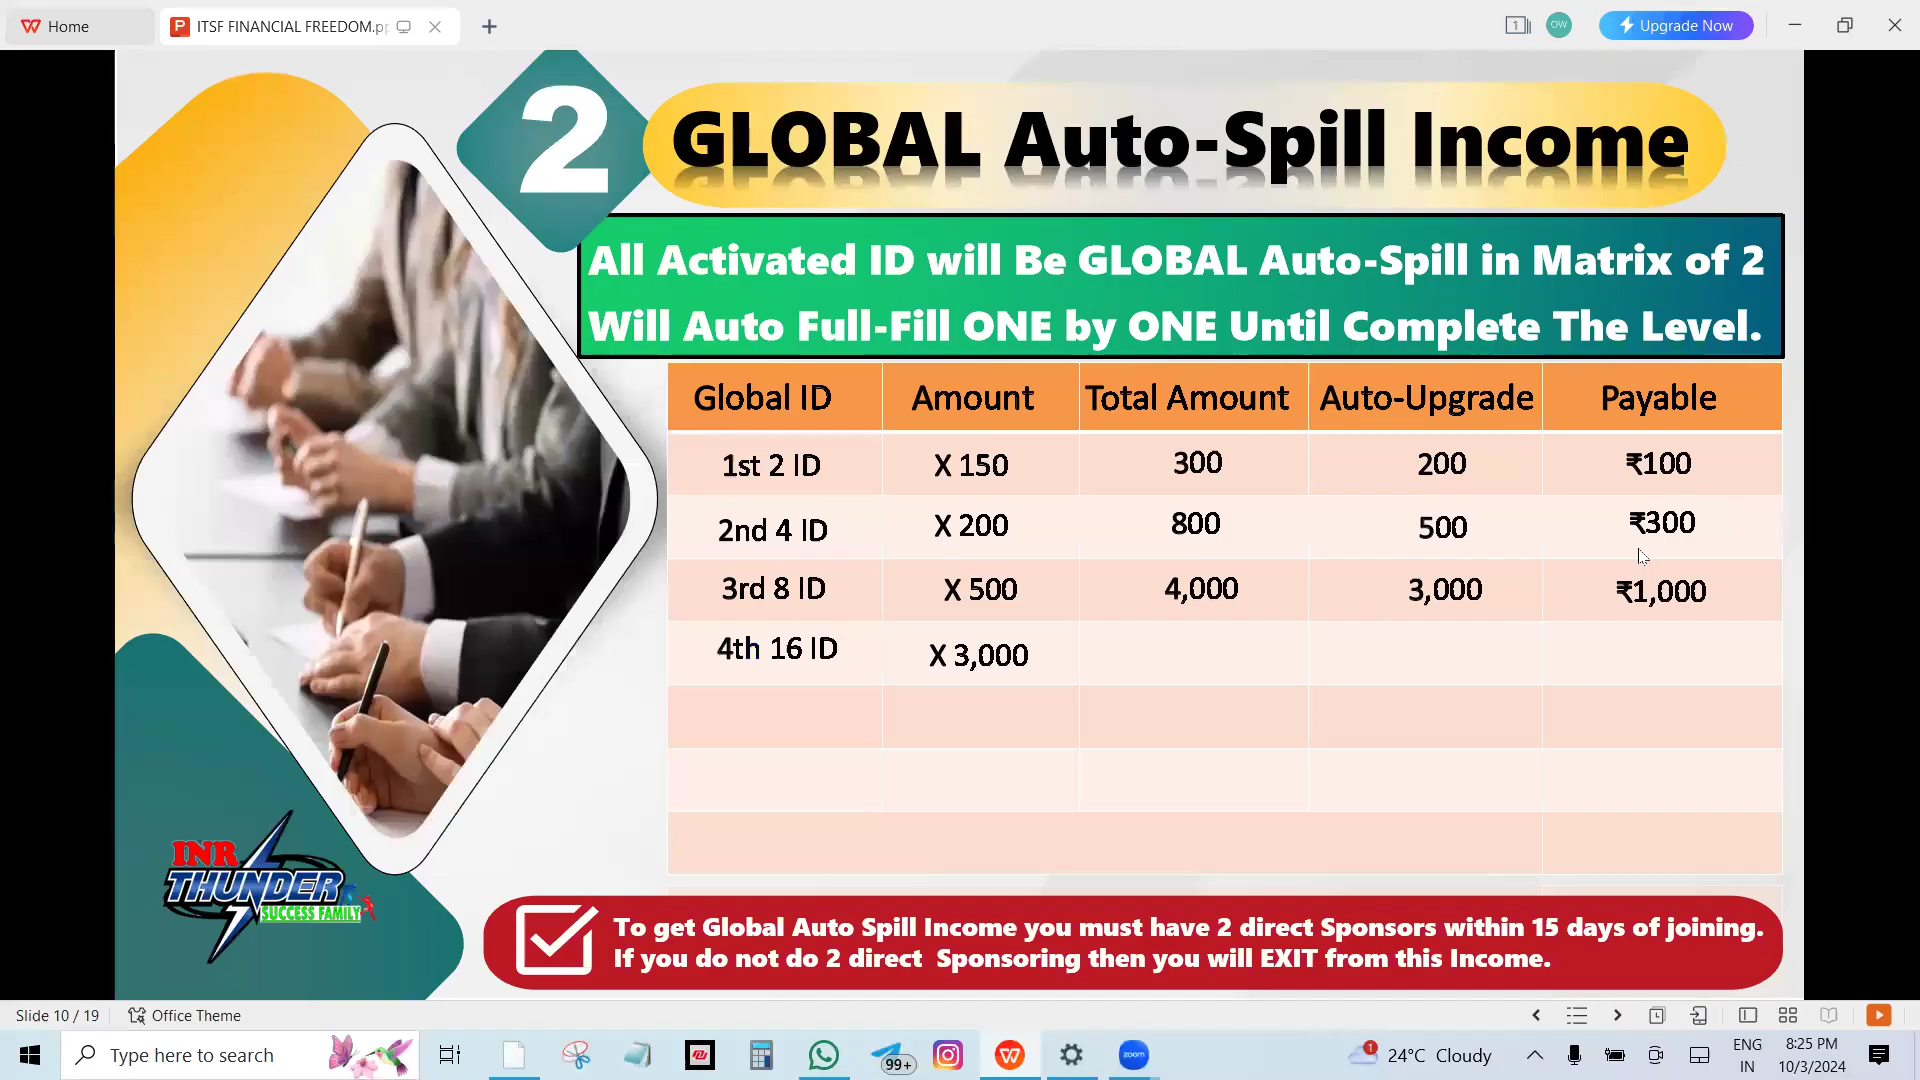 Home
ITSF FINANCIAL FREEDOM.pp
1
OW
Upgrade Now
2
GLOBAL Auto-Spill Income
All Activated ID will Be GLOBAL Auto-Spill in Matrix of 2
Will Auto Full-Fill ONE by ONE Until Complete The Level.
Global ID Amount Total Amount Auto-Upgrade Payable
1st 2 ID X 150 300 200 ₹100
2nd 4 ID X 200 800 500 ₹300
3rd 8 ID X 500 4,000 3,000 ₹1,000
4th 16 ID X 3,000
INR
THUNDER
SUCCESS FAMILY
To get Global Auto Spill Income you must have 2 direct Sponsors within 15 days of joining.
If you do not do 2 direct Sponsoring then you will EXIT from this Income.
Slide 10 / 19 Office Theme
Type here to search
99+
zoom
1
24°C Cloudy
ENG
IN
8:25 PM
10/3/2024